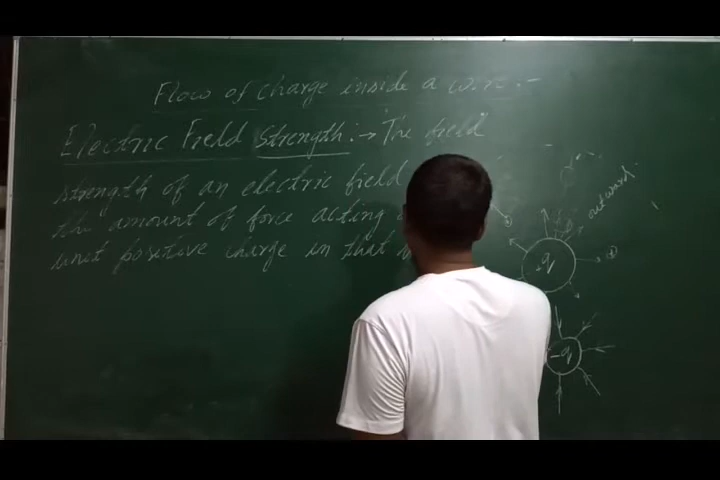 Flow of charge inside a wire:-
Electric Field Strength:→ The field
strength of an electric field
the amount of force acting
unit positive charge in that
outward
q
-q